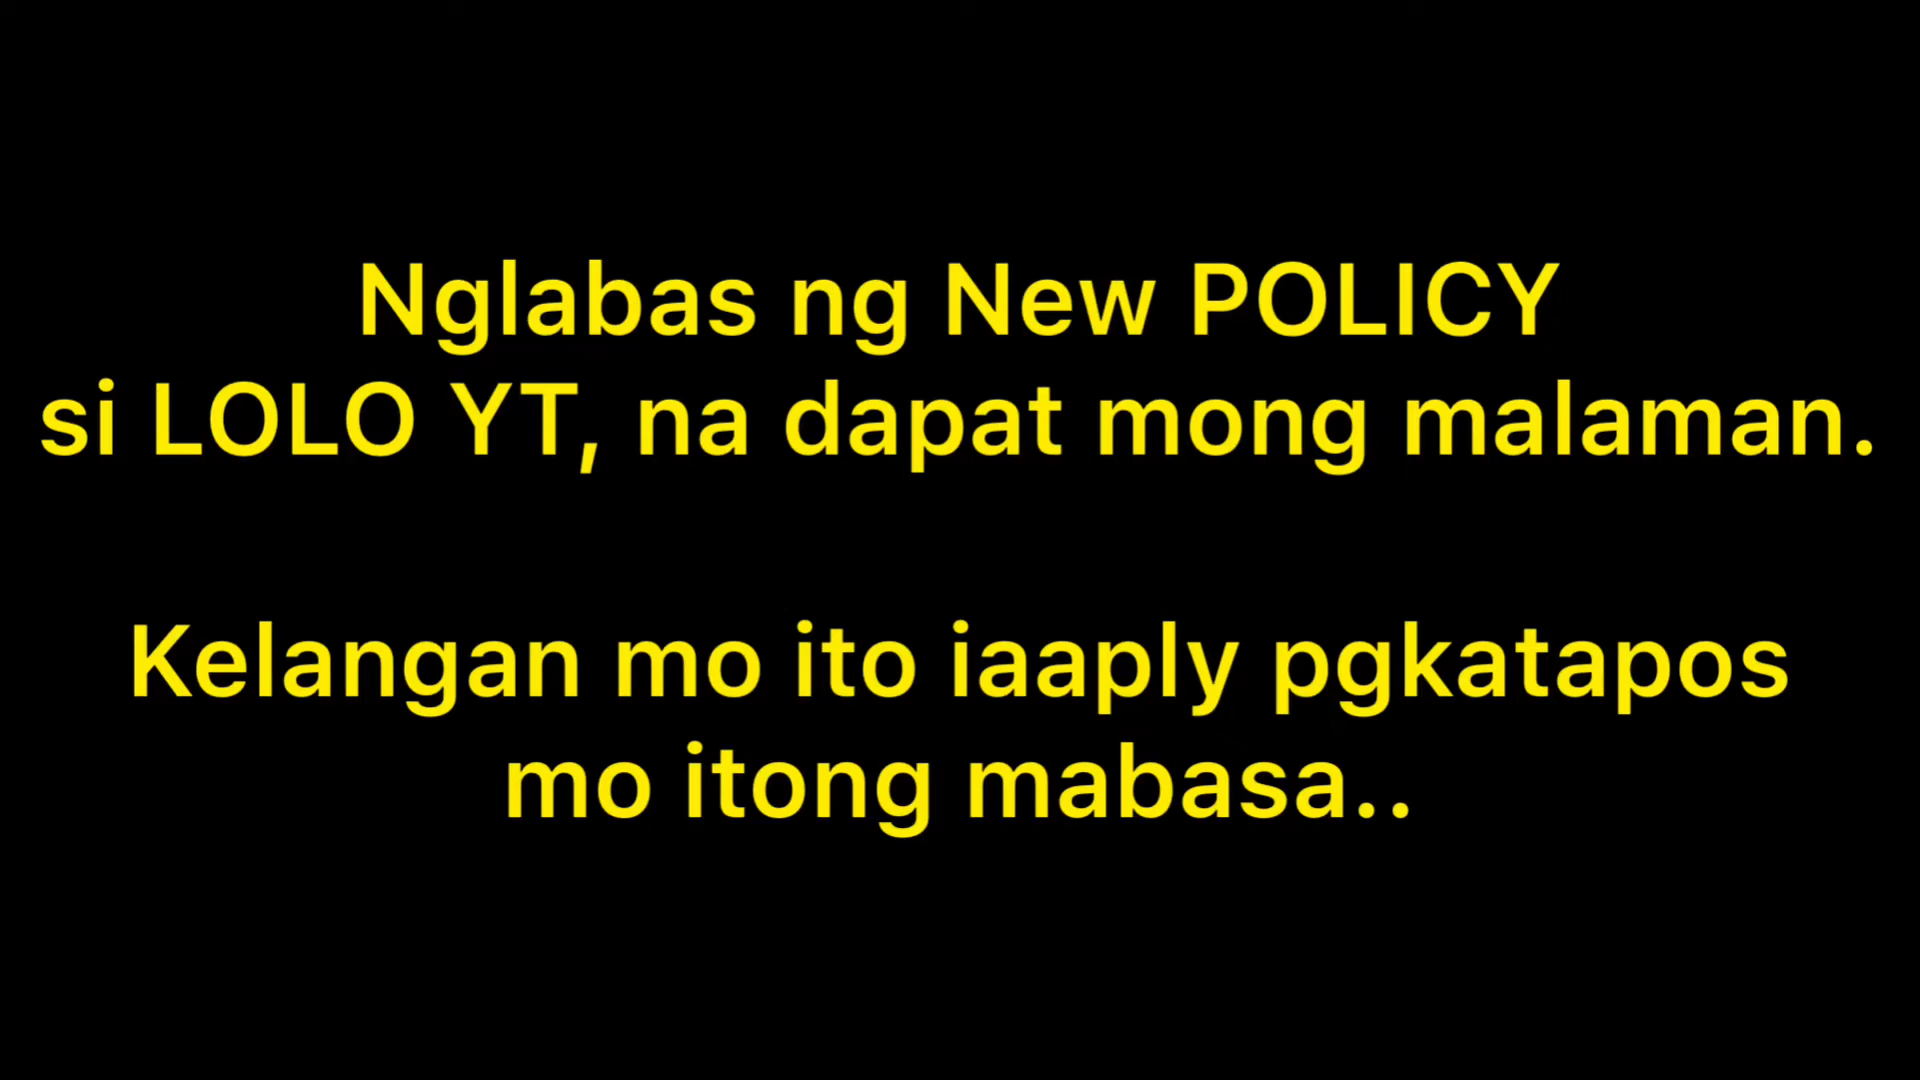 Nglabas ng New POLICY
si LOLO YT, na dapat mong malaman.
Kelangan mo ito iaaply pgkatapos
mo itong mabasa..